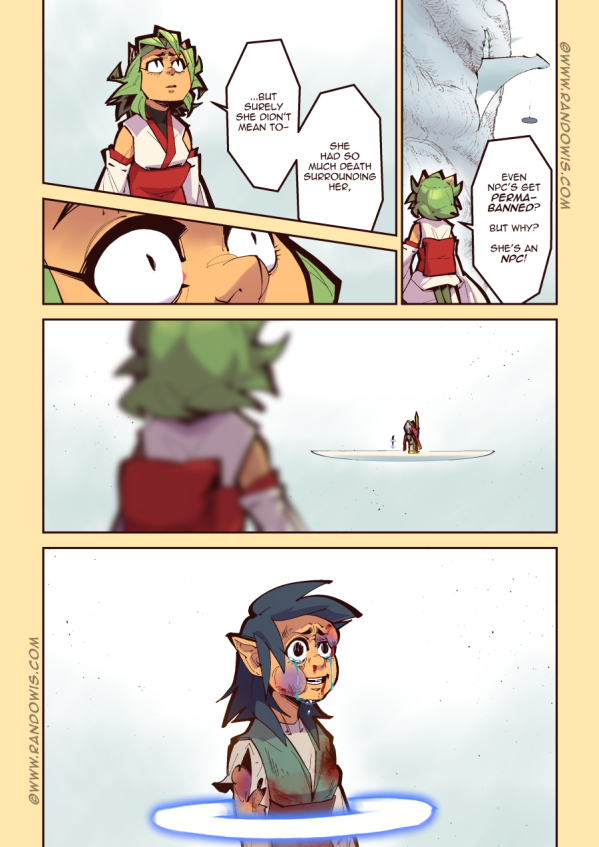 EVEN
NPC'S GET
PERMA-
BANNED?
BUT WHY?
SHE'S AN
NPC!
SHE
HAD SO
MUCH DEATH
SURROUNDING
HER,
...BUT
SURELY
SHE DIDN'T
MEAN TO-
©WWW.RANDOWIS.COM
©WWW.RANDOWIS.COM